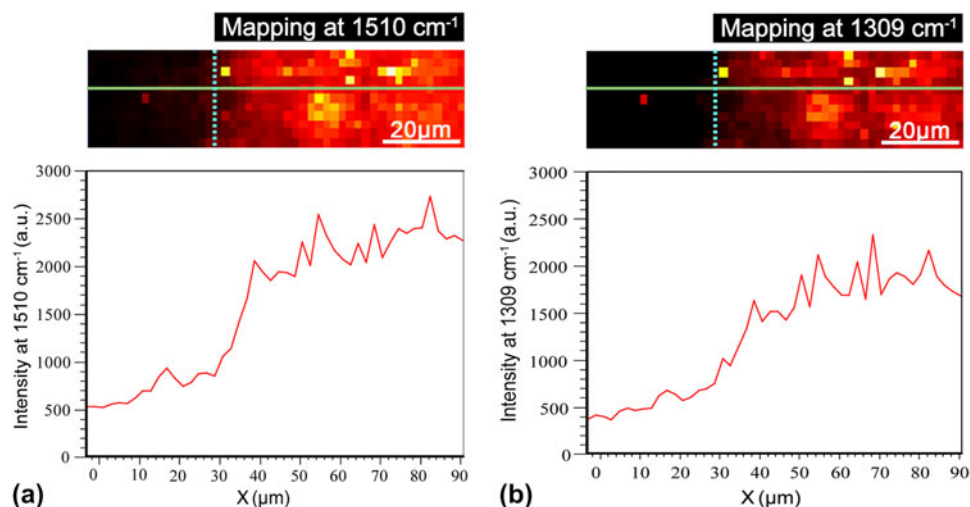 Mapping at 1510 cm⁻¹
20μm
3000
2500
2000
1500
1000
500
0
Intensity at 1510 cm⁻¹ (a.u.)
0 10 20 30 40 50 60 70 80 90
X (μm)
(a)
Mapping at 1309 cm⁻¹
20μm
3000
2500
2000
1500
1000
500
0
Intensity at 1309 cm⁻¹ (a.u.)
0 10 20 30 40 50 60 70 80 90
X (μm)
(b)